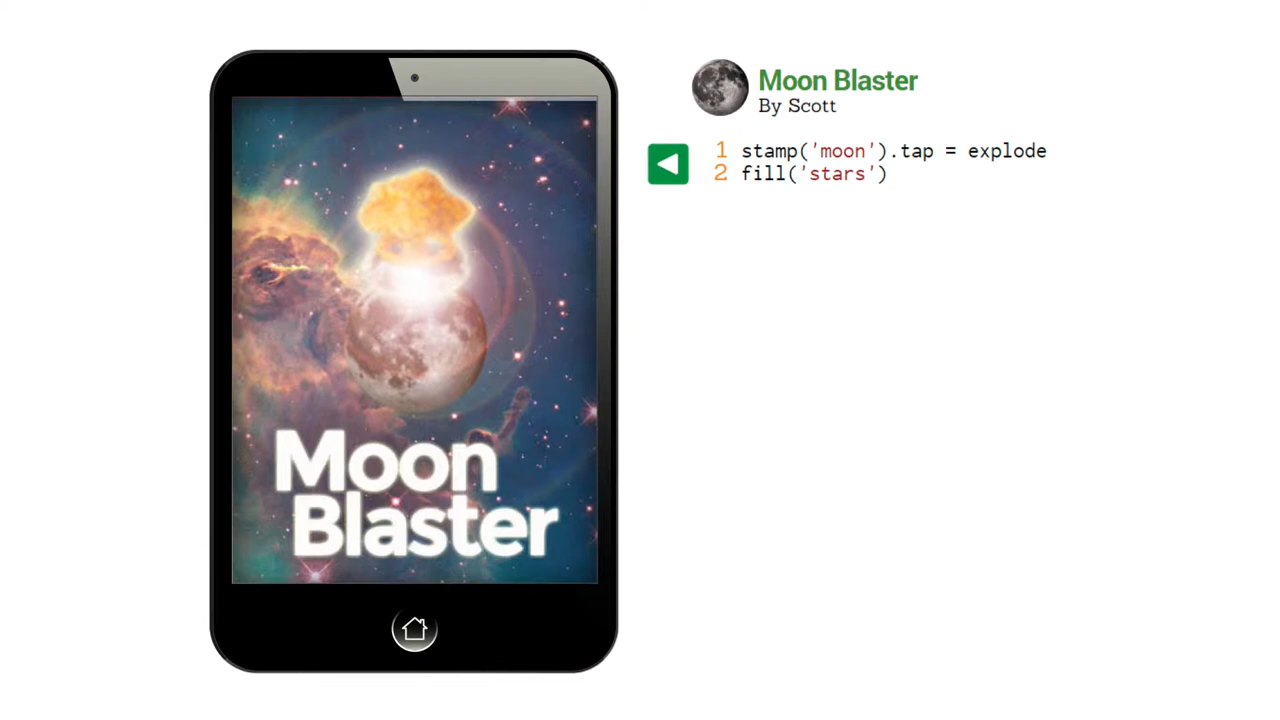 Moon
Blaster
Moon Blaster
By Scott
1 stamp('moon').tap = explode
2 fill('stars')